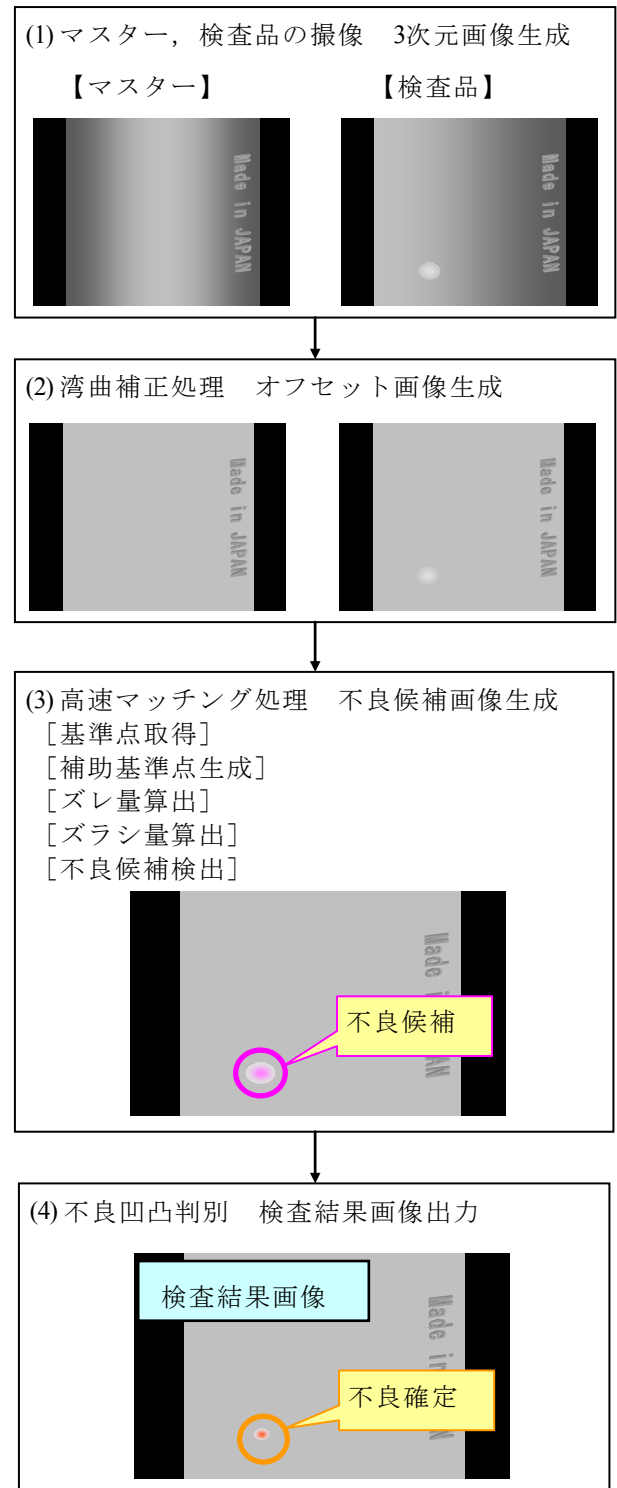 (1) マスター，検査品の撮像　3次元画像生成
【マスター】　【検査品】
Made in JAPAN
Made in JAPAN
(2) 湾曲補正処理　オフセット画像生成
Made in JAPAN
Made in JAPAN
(3) 高速マッチング処理　不良候補画像生成
［基準点取得］
［補助基準点生成］
［ズレ量算出］
［ズラシ量算出］
［不良候補検出］
Made
不良候補
(4) 不良凹凸判別　検査結果画像出力
検査結果画像
Made in
不良確定